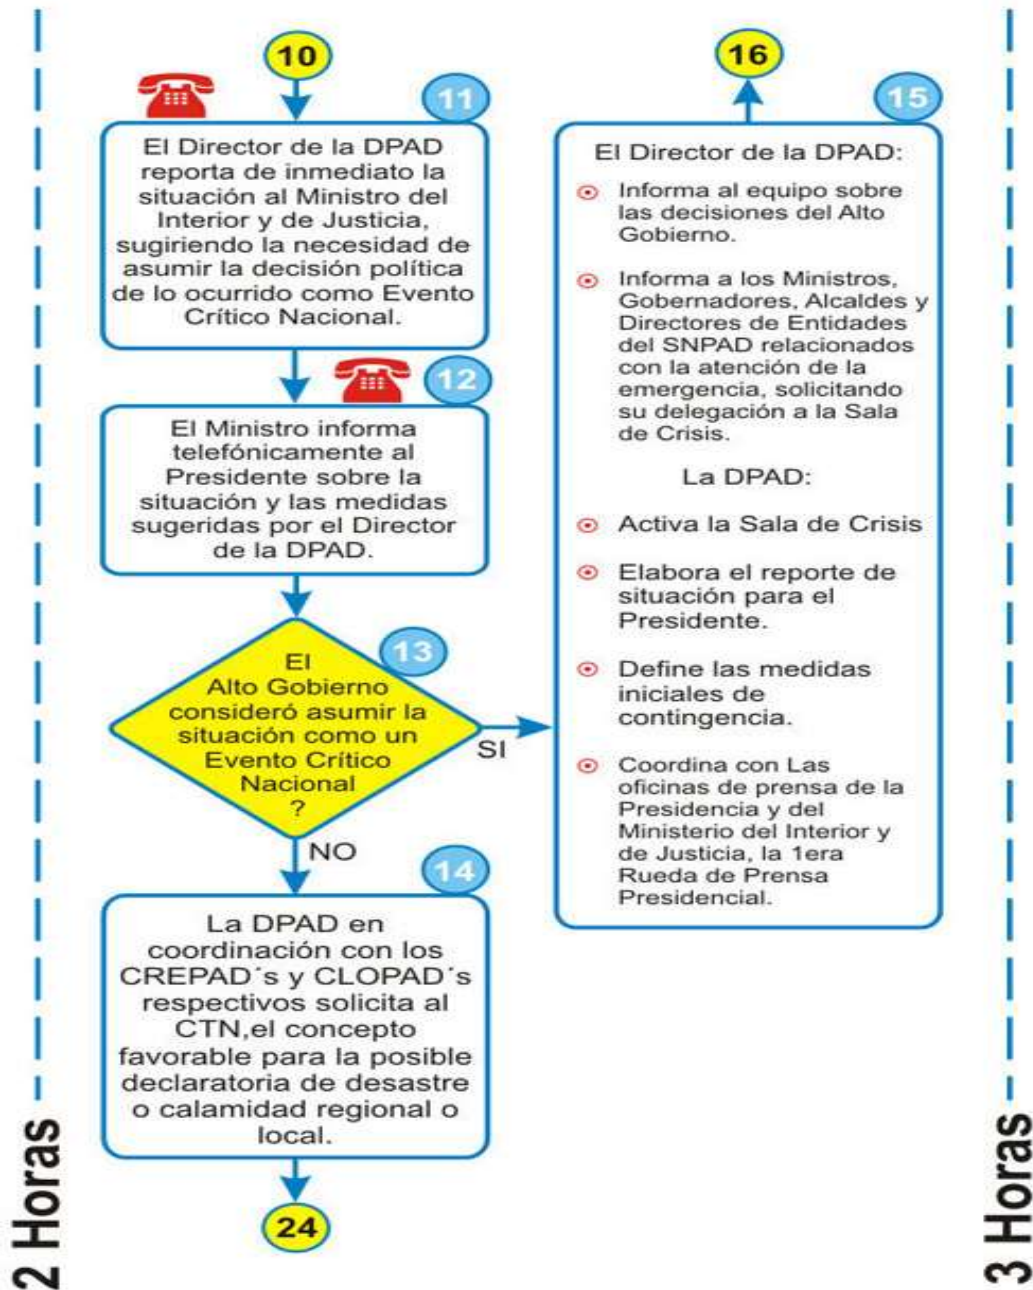 2 Horas
10
11
El Director de la DPAD
reporta de inmediato la
situación al Ministro del
Interior y de Justicia,
sugiriendo la necesidad de
asumir la decisión política
de lo ocurrido como Evento
Crítico Nacional.
12
El Ministro informa
telefónicamente al
Presidente sobre la
situación y las medidas
sugeridas por el Director
de la DPAD.
13
El
Alto Gobierno
consideró asumir la
situación como un
Evento Crítico
Nacional
?
SI
NO
14
La DPAD en
coordinación con los
CREPAD´s y CLOPAD´s
respectivos solicita al
CTN,el concepto
favorable para la posible
declaratoria de desastre
o calamidad regional o
local.
24
16
15
El Director de la DPAD:
Informa al equipo sobre
las decisiones del Alto
Gobierno.
Informa a los Ministros,
Gobernadores, Alcaldes y
Directores de Entidades
del SNPAD relacionados
con la atención de la
emergencia, solicitando
su delegación a la Sala
de Crisis.
La DPAD:
Activa la Sala de Crisis
Elabora el reporte de
situación para el
Presidente.
Define las medidas
iniciales de
contingencia.
Coordina con Las
oficinas de prensa de la
Presidencia y del
Ministerio del Interior y
de Justicia, la 1era
Rueda de Prensa
Presidencial.
3 Horas